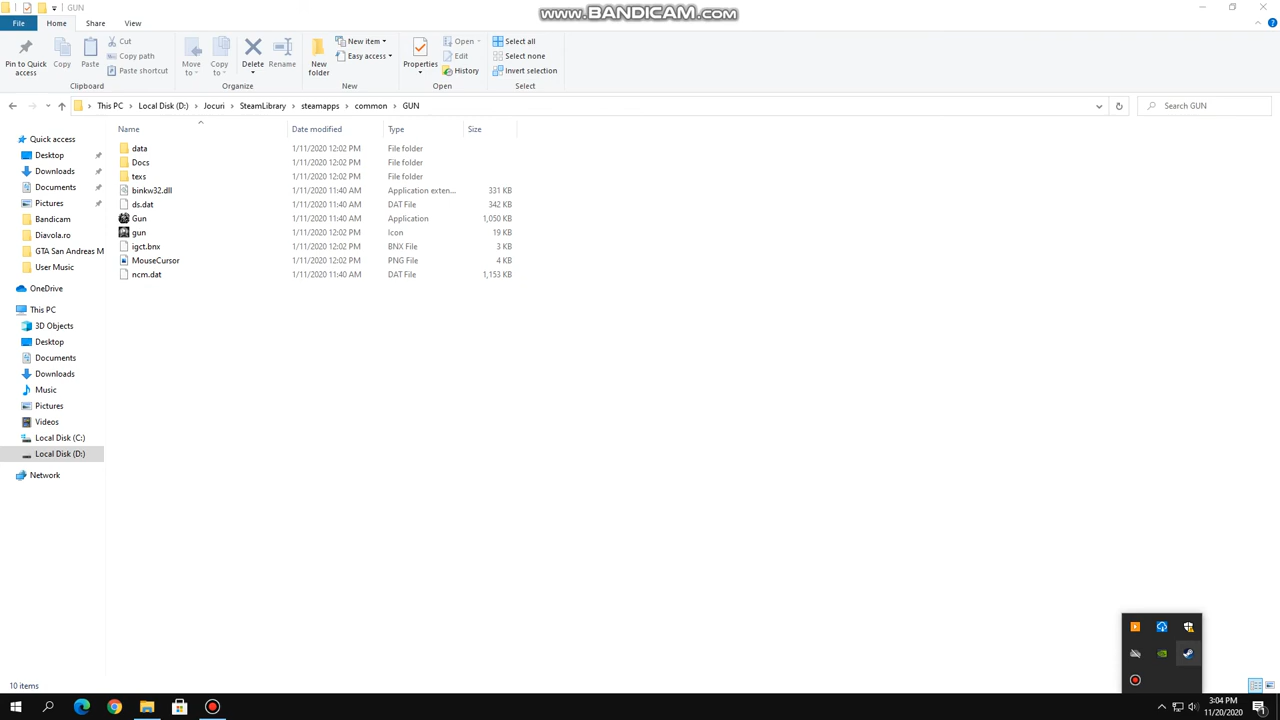 GUN
www.BANDICAM.com
File Home Share View
Pin to Quick access
Copy
Paste
Cut
Copy path
Paste shortcut
Clipboard
Move to
Copy to
Delete
Rename
Organize
New folder
New item
Easy access
New
Properties
Open
Edit
History
Open
Select all
Select none
Invert selection
Select
This PC > Local Disk (D:) > Jocuri > SteamLibrary > steamapps > common > GUN
Search GUN
Name Date modified Type Size
data 1/11/2020 12:02 PM File folder
Docs 1/11/2020 12:02 PM File folder
texs 1/11/2020 12:02 PM File folder
binkw32.dll 1/11/2020 11:40 AM Application exten... 331 KB
ds.dat 1/11/2020 11:40 AM DAT File 342 KB
Gun 1/11/2020 11:40 AM Application 1,050 KB
gun 1/11/2020 12:02 PM Icon 19 KB
igct.bnx 1/11/2020 12:02 PM BNX File 3 KB
MouseCursor 1/11/2020 12:02 PM PNG File 4 KB
ncm.dat 1/11/2020 11:40 AM DAT File 1,153 KB
Quick access
Desktop
Downloads
Documents
Pictures
Bandicam
Diavola.ro
GTA San Andreas M
User Music
OneDrive
This PC
3D Objects
Desktop
Documents
Downloads
Music
Pictures
Videos
Local Disk (C:)
Local Disk (D:)
Network
10 items
3:04 PM
11/20/2020
1